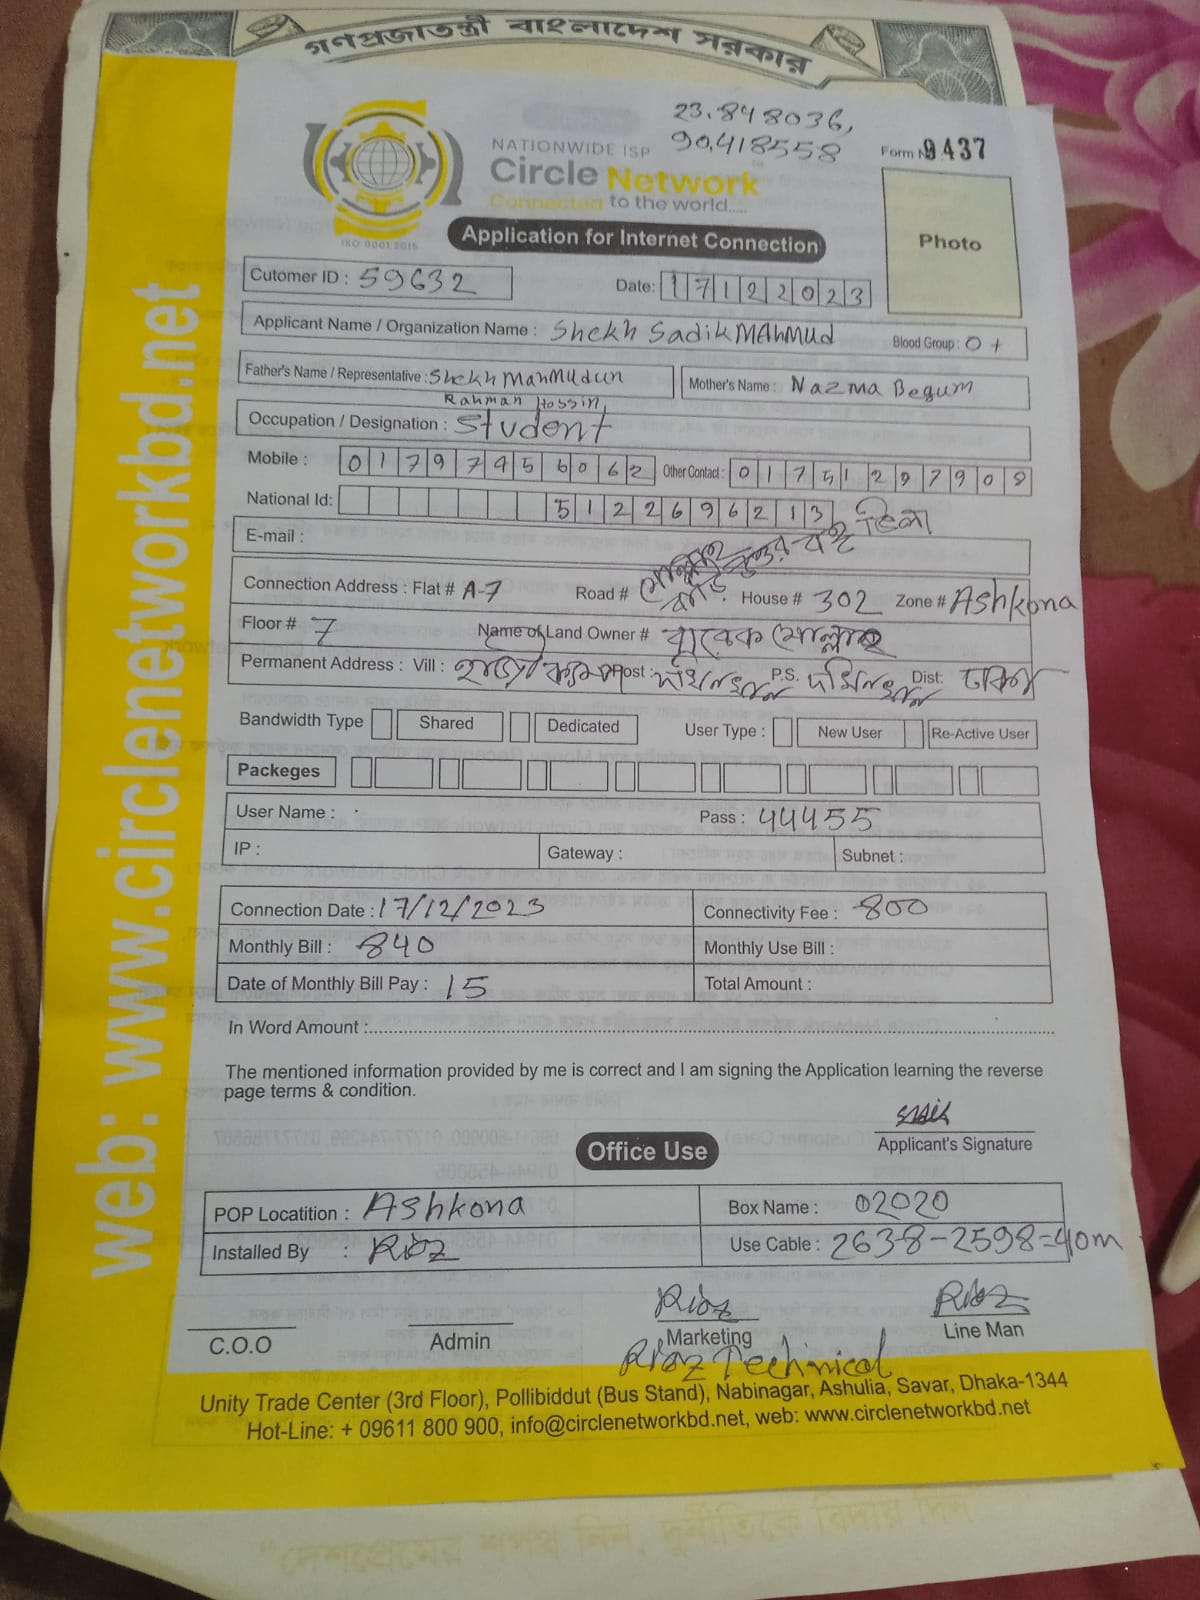 গণপ্রজাতন্ত্রী বাংলাদেশ সরকার
23.848036,
90.418558
NATIONWIDE ISP
Circle Network
Connected to the world.....
ISO 9001:2015
Form N 9437
Photo
Application for Internet Connection
Cutomer ID : 59632
Date: 17122023
Applicant Name / Organization Name : Shekh Sadik MAhMud
Blood Group : O +
Father's Name / Representative : Shekh Mahmudun
Rahman Hossin,
Mother's Name : Nazma Begum
Occupation / Designation : Student
Mobile : 01797456062 Other Contact : 01751297908
National Id: 5122696213
E-mail :
Connection Address : Flat # A-7 Road # House # 302 Zone # Ashkona
Floor # 7 Name of Land Owner #
Permanent Address : Vill : Post : P.S. Dist: ঢাকা
Bandwidth Type Shared Dedicated User Type : New User Re-Active User
Packeges
User Name : Pass : 44455
IP : Gateway : Subnet :
Connection Date : 17/12/2023 Connectivity Fee : 800
Monthly Bill : 840 Monthly Use Bill :
Date of Monthly Bill Pay : 15 Total Amount :
In Word Amount :
The mentioned information provided by me is correct and I am signing the Application learning the reverse
page terms & condition.
Applicant's Signature
Office Use
POP Locatition : Ashkona Box Name : 02020
Installed By : Riaz Use Cable : 2638-2598=40m
Riaz Riaz
C.O.O Admin Marketing Line Man
Riaz Technical
Unity Trade Center (3rd Floor), Pollibiddut (Bus Stand), Nabinagar, Ashulia, Savar, Dhaka-1344
Hot-Line: + 09611 800 900, info@circlenetworkbd.net, web: www.circlenetworkbd.net
web: www.circlenetworkbd.net
"দেশপ্রেমের শপথ নিন, দুর্নীতিকে বিদায় দিন"